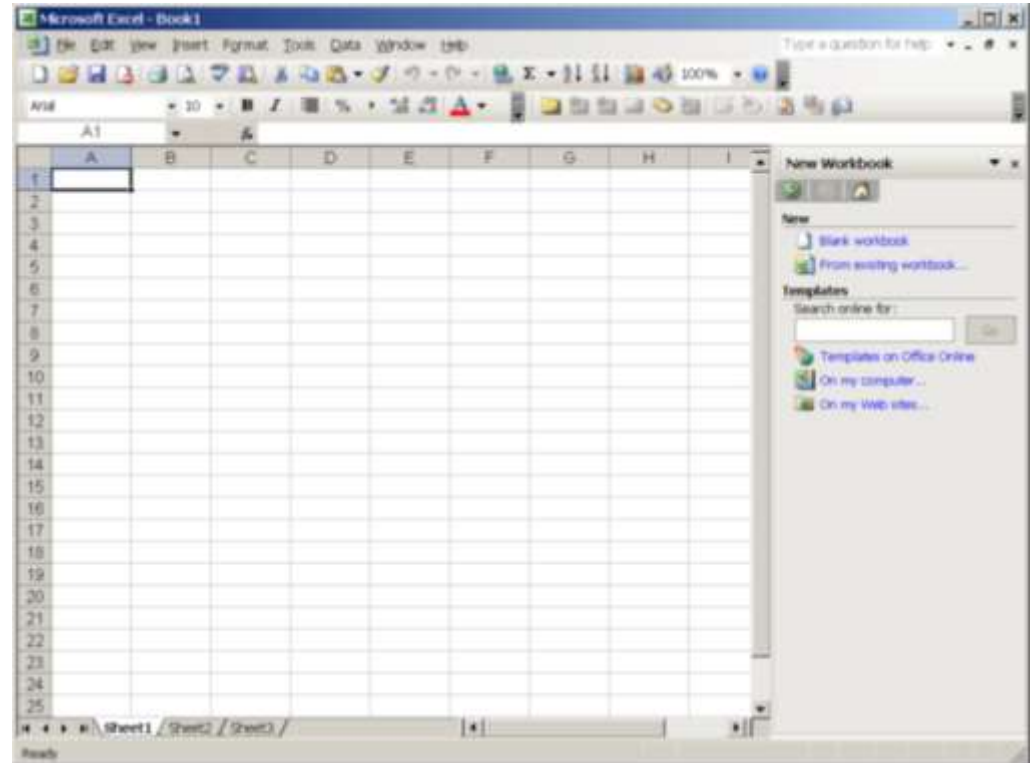 Microsoft Excel - Book1
File Edit View Insert Format Tools Data Window Help Type a question for help
Σ 100%
Arial 10 B I % A
A1 fx
A B C D E F G H I
1
2
3
4
5
6
7
8
9
10
11
12
13
14
15
16
17
18
19
20
21
22
23
24
25
New Workbook
New
Blank workbook
From existing workbook...
Templates
Search online for:
Go
Templates on Office Online
On my computer...
On my Web sites...
Sheet1 Sheet2 Sheet3
Ready